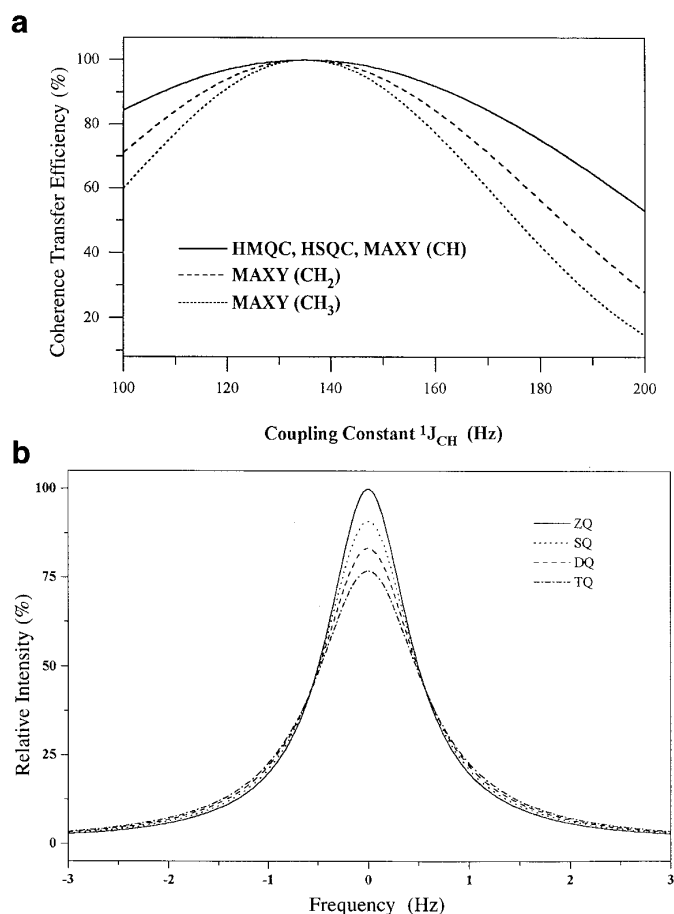 a
Coherence Transfer Efficiency (%)
100
80
60
40
20
HMQC, HSQC, MAXY (CH)
MAXY (CH₂)
MAXY (CH₃)
100 120 140 160 180 200
Coupling Constant ¹J_CH (Hz)
b
Relative Intensity (%)
100
75
50
25
0
ZQ
SQ
DQ
TQ
-3 -2 -1 0 1 2 3
Frequency (Hz)